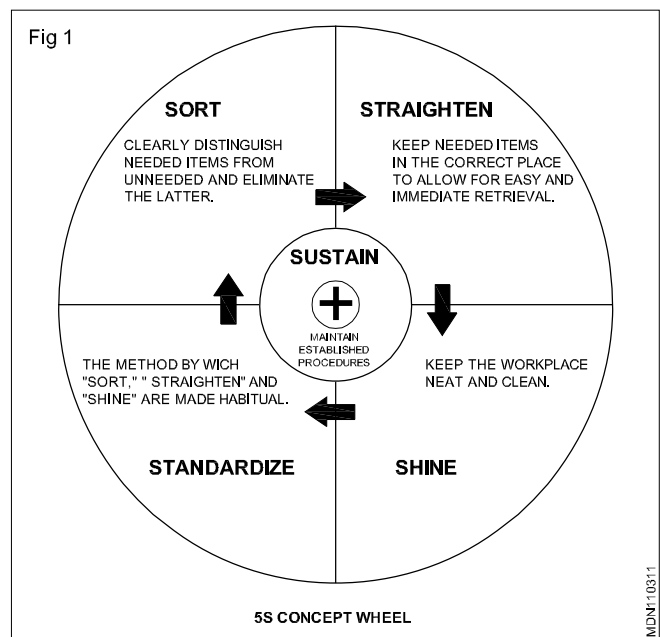 Fig 1
SORT
CLEARLY DISTINGUISH
NEEDED ITEMS FROM
UNNEEDED AND ELIMINATE
THE LATTER.
STRAIGHTEN
KEEP NEEDED ITEMS
IN THE CORRECT PLACE
TO ALLOW FOR EASY AND
IMMEDIATE RETRIEVAL.
SUSTAIN
MAINTAIN
ESTABLISHED
PROCEDURES
THE METHOD BY WICH
"SORT," " STRAIGHTEN" AND
"SHINE" ARE MADE HABITUAL.
STANDARDIZE
KEEP THE WORKPLACE
NEAT AND CLEAN.
SHINE
5S CONCEPT WHEEL
MDN110311